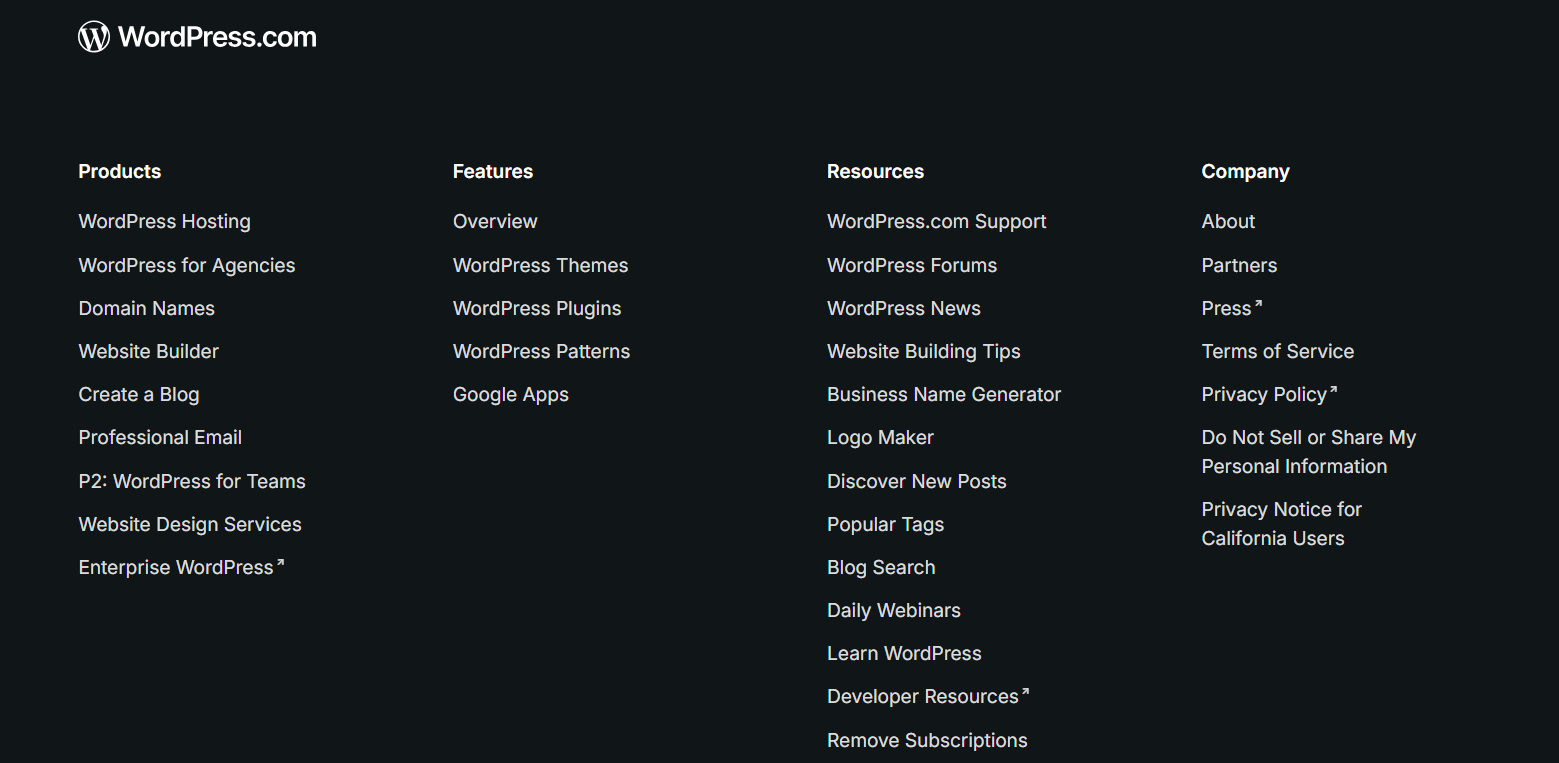 WordPress.com
Products
WordPress Hosting
WordPress for Agencies
Domain Names
Website Builder
Create a Blog
Professional Email
P2: WordPress for Teams
Website Design Services
Enterprise WordPress↗
Features
Overview
WordPress Themes
WordPress Plugins
WordPress Patterns
Google Apps
Resources
WordPress.com Support
WordPress Forums
WordPress News
Website Building Tips
Business Name Generator
Logo Maker
Discover New Posts
Popular Tags
Blog Search
Daily Webinars
Learn WordPress
Developer Resources↗
Remove Subscriptions
Company
About
Partners
Press↗
Terms of Service
Privacy Policy↗
Do Not Sell or Share My
Personal Information
Privacy Notice for
California Users